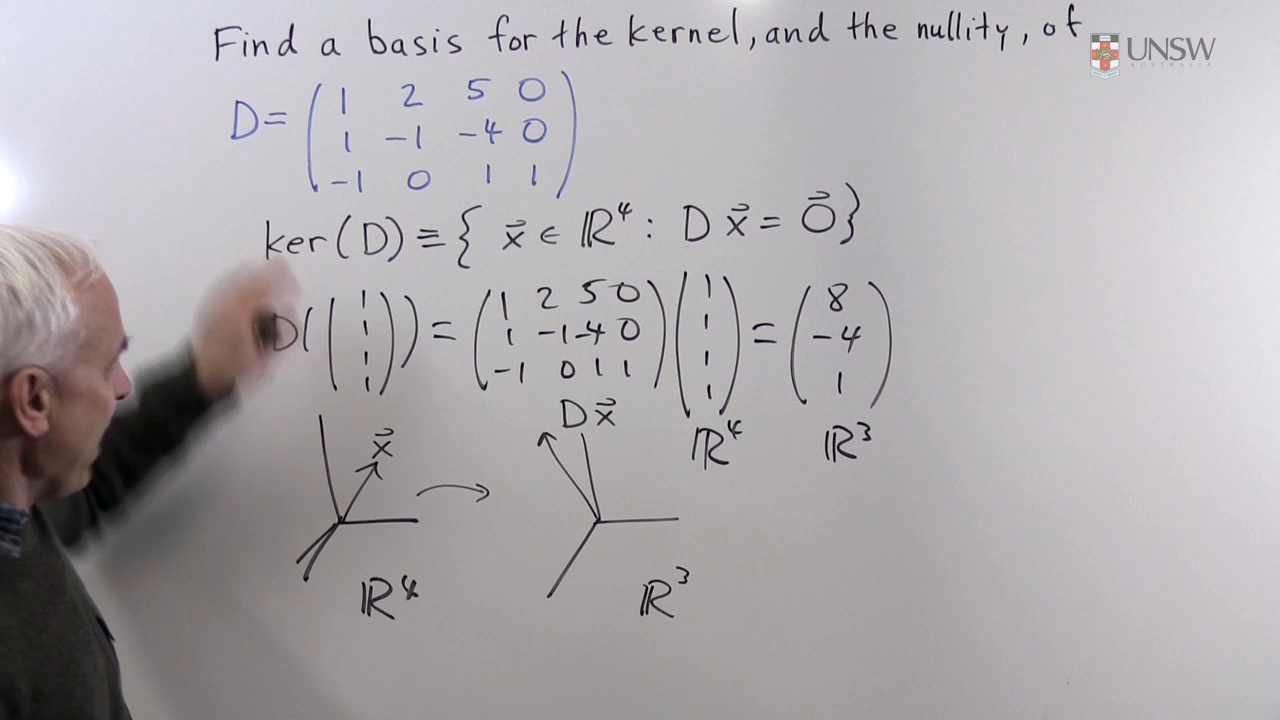 Find a basis for the kernel, and the nullity, of
UNSW
AUSTRALIA
D= ( 1 2 5 0
1 -1 -4 0
-1 0 1 1 )
ker(D) ≡ { x⃗ ∈ ℝ⁴ : D x⃗ = 0⃗ }
D( ( 1 1 1 1 ) ) = ( 1 2 5 0 ) ( 1 1 1 1 ) = ( 8
1 -1 -4 0 -4
-1 0 1 1 1 )
Dx⃗ ℝ⁴ ℝ³
x⃗
ℝ⁴ ℝ³